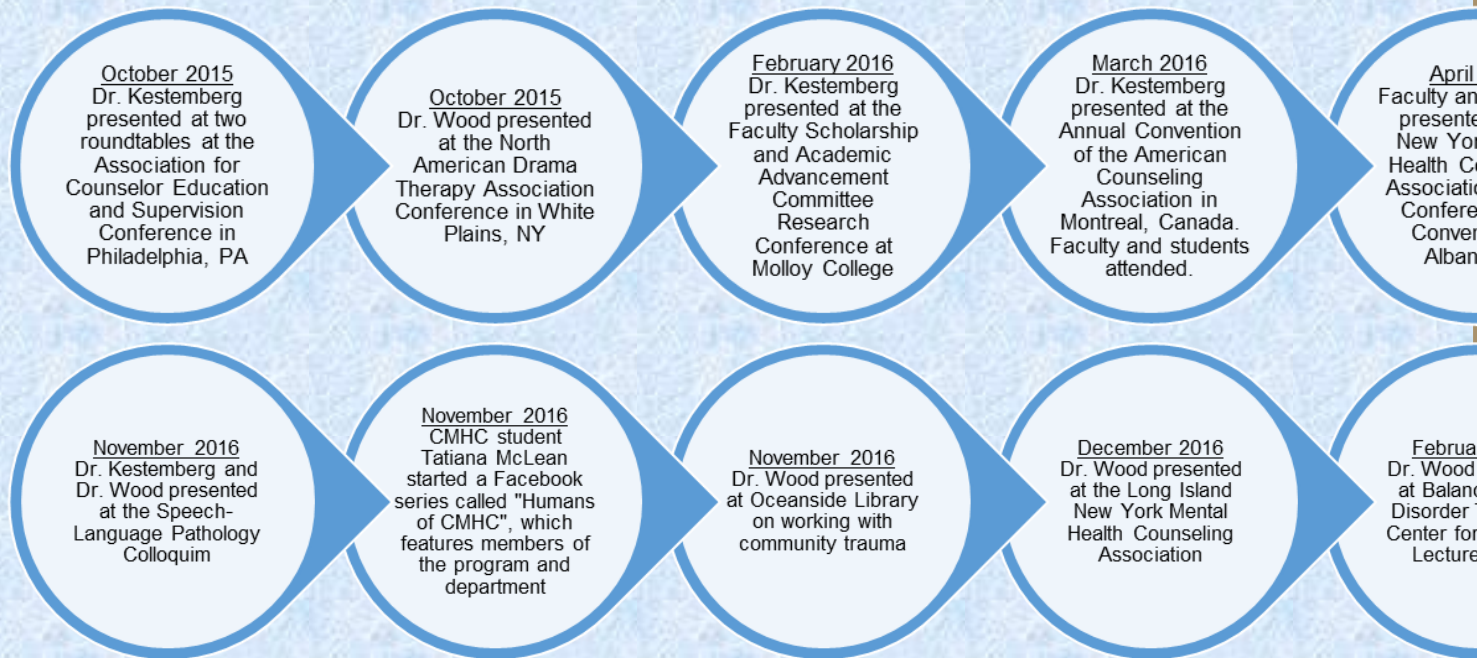 October 2015
Dr. Kestemberg
presented at two
roundtables at the
Association for
Counselor Education
and Supervision
Conference in
Philadelphia, PA
October 2015
Dr. Wood presented
at the North
American Drama
Therapy Association
Conference in White
Plains, NY
February 2016
Dr. Kestemberg
presented at the
Faculty Scholarship
and Academic
Advancement
Committee
Research
Conference at
Molloy College
March 2016
Dr. Kestemberg
presented at the
Annual Convention
of the American
Counseling
Association in
Montreal, Canada.
Faculty and students
attended.
April
Faculty
New
Health
November 2016
Dr. Kestemberg and
Dr. Wood presented
at the Speech-
Language Pathology
Colloquim
November 2016
CMHC student
Tatiana McLean
started a Facebook
series called "Humans
of CMHC", which
features members of
the program and
department
November 2016
Dr. Wood presented
at Oceanside Library
on working with
community trauma
December 2016
Dr. Wood presented
at the Long Island
New York Mental
Health Counseling
Association
Dr. Wood
at
Disorder
Center for